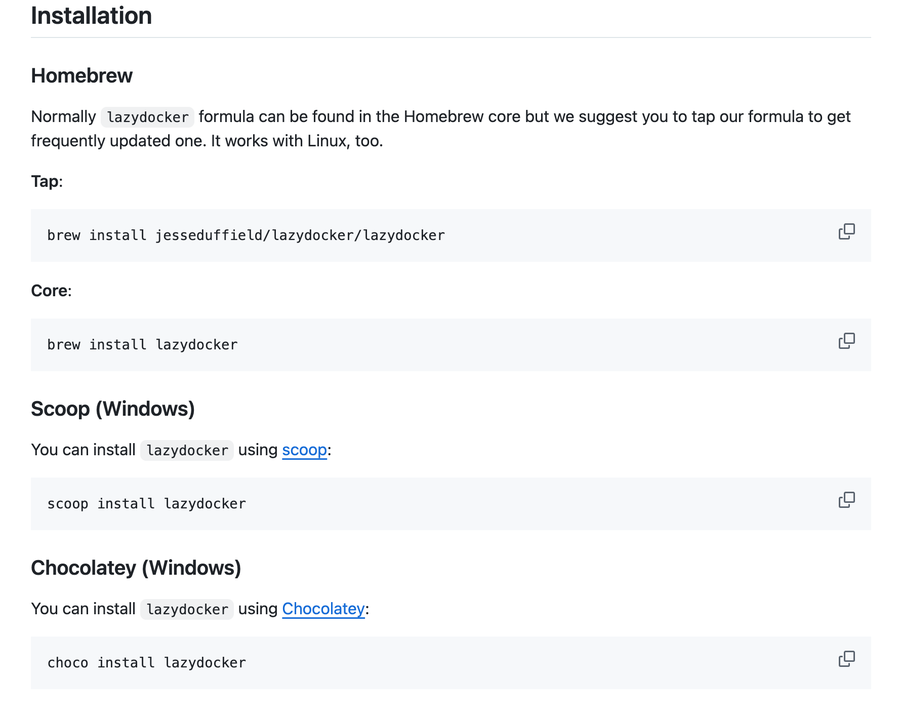 Installation
Homebrew
Normally lazydocker formula can be found in the Homebrew core but we suggest you to tap our formula to get
frequently updated one. It works with Linux, too.
Tap:
brew install jesseduffield/lazydocker/lazydocker
Core:
brew install lazydocker
Scoop (Windows)
You can install lazydocker using scoop:
scoop install lazydocker
Chocolatey (Windows)
You can install lazydocker using Chocolatey:
choco install lazydocker